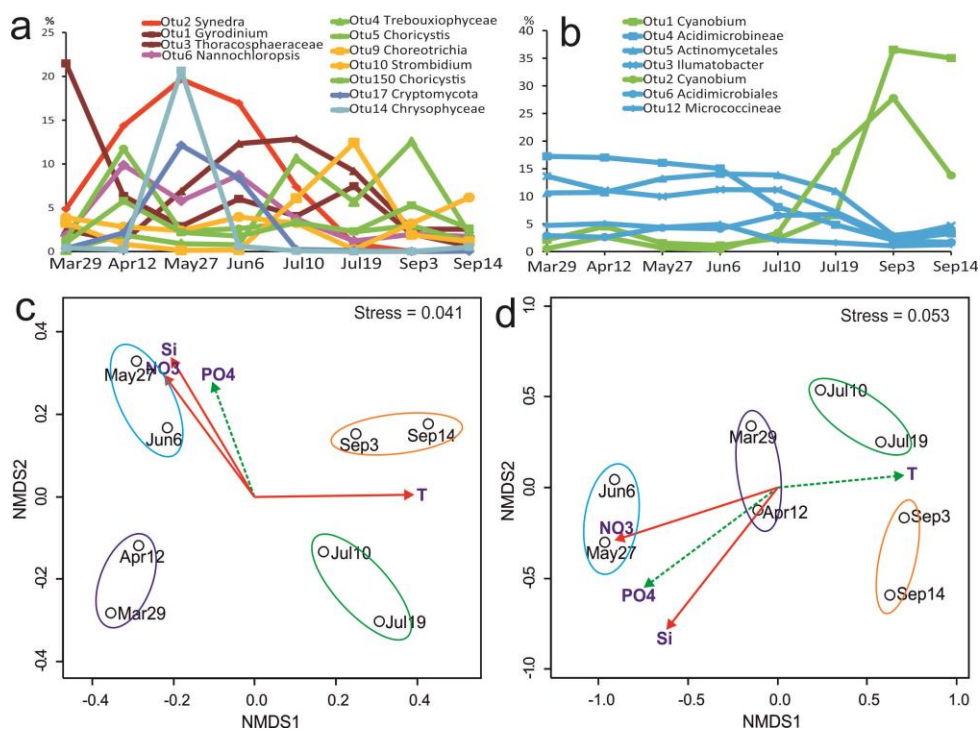 a
%
Otu2 Synedra
Otu1 Gyrodinium
Otu3 Thoracosphaeraceae
Otu6 Nannochloropsis
Otu4 Trebouxiophyceae
Otu5 Choricystis
Otu9 Choreotrichia
Otu10 Strombidium
Otu150 Choricystis
Otu17 Cryptomycota
Otu14 Chrysophyceae
25
20
15
10
5
0
Mar29 Apr12 May27 Jun6 Jul10 Jul19 Sep3 Sep14
b
%
Otu1 Cyanobium
Otu4 Acidimicrobineae
Otu5 Actinomycetales
Otu3 Ilumatobacter
Otu2 Cyanobium
Otu6 Acidimicrobiales
Otu12 Micrococcineae
40
35
30
25
20
15
10
5
0
Mar29 Apr12 May27 Jun6 Jul10 Jul19 Sep3 Sep14
c
Stress = 0.041
Si
May27 NO3
PO4
Jun6
Sep3
Sep14
T
Apr12
Mar29
Jul10
Jul19
NMDS2
0.4
0.2
0.0
-0.2
-0.4
-0.4 -0.2 0.0 0.2 0.4
NMDS1
d
Stress = 0.053
Jul10
Mar29
Jul19
T
Jun6
Apr12
Sep3
NO3
May27
PO4
Sep14
Si
NMDS2
1.0
0.5
0.0
-0.5
-1.0
-1.0 -0.5 0.0 0.5 1.0
NMDS1